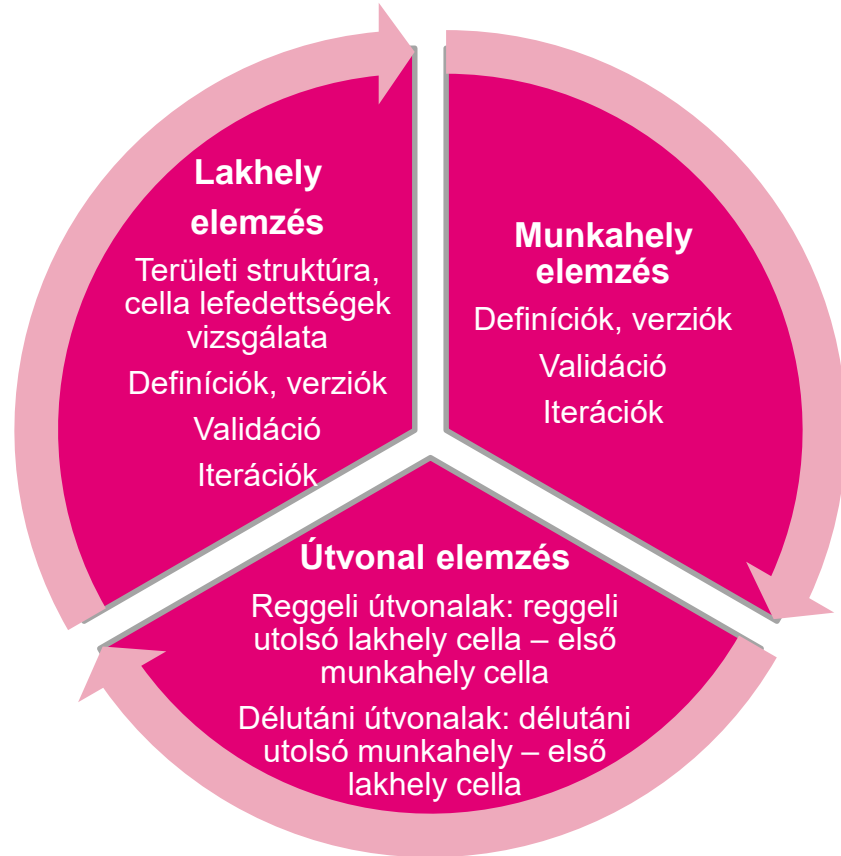 Lakhely
elemzés
Területi struktúra,
cella lefedettségek
vizsgálata
Definíciók, verziók
Validáció
Iterációk
Munkahely
elemzés
Definíciók, verziók
Validáció
Iterációk
Útvonal elemzés
Reggeli útvonalak: reggeli
utolsó lakhely cella – első
munkahely cella
Délutáni útvonalak: délutáni
utolsó munkahely – első
lakhely cella